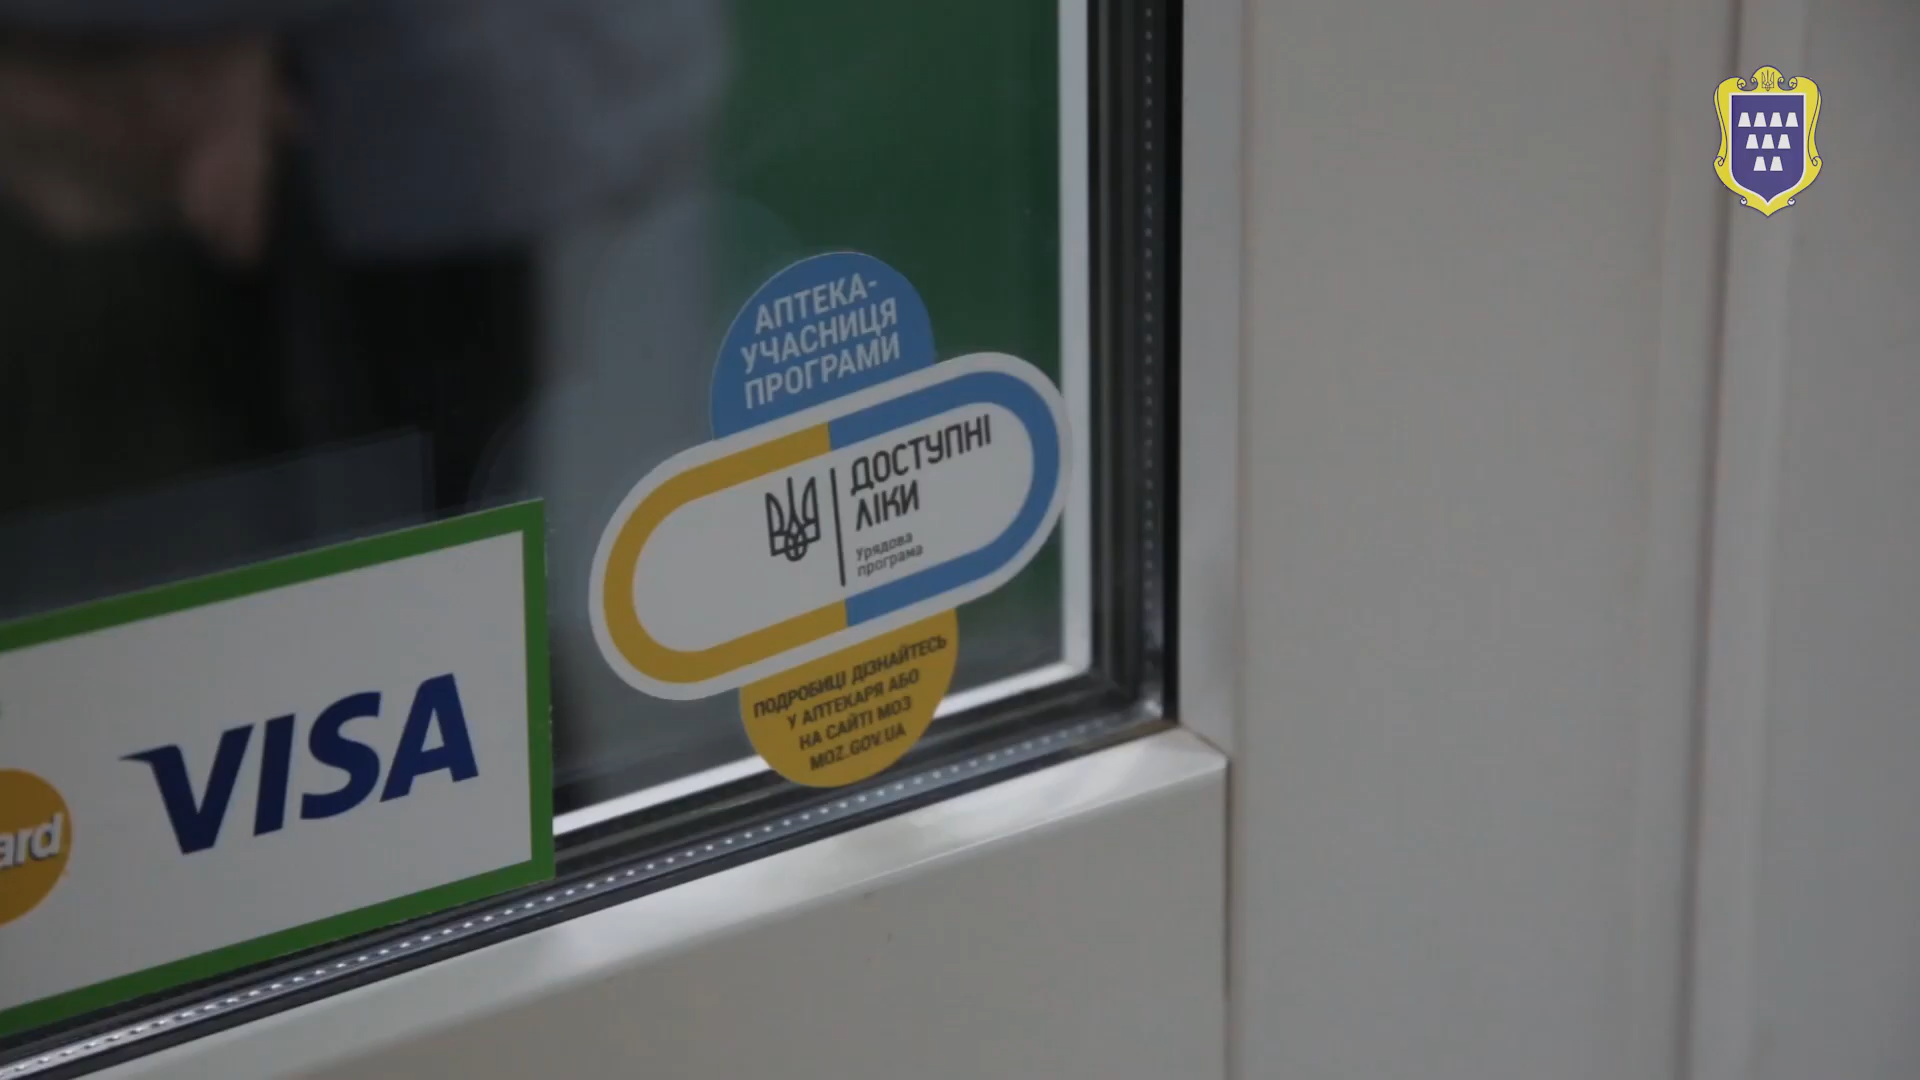 АПТЕКА-
УЧАСНИЦЯ
ПРОГРАМИ
ДОСТУПНІ
ЛІКИ
Урядова
програма
ПОДРОБИЦІ ДІЗНАЙТЕСЬ
У АПТЕКАРЯ АБО
НА САЙТІ МОЗ
MOZ.GOV.UA
ard
VISA